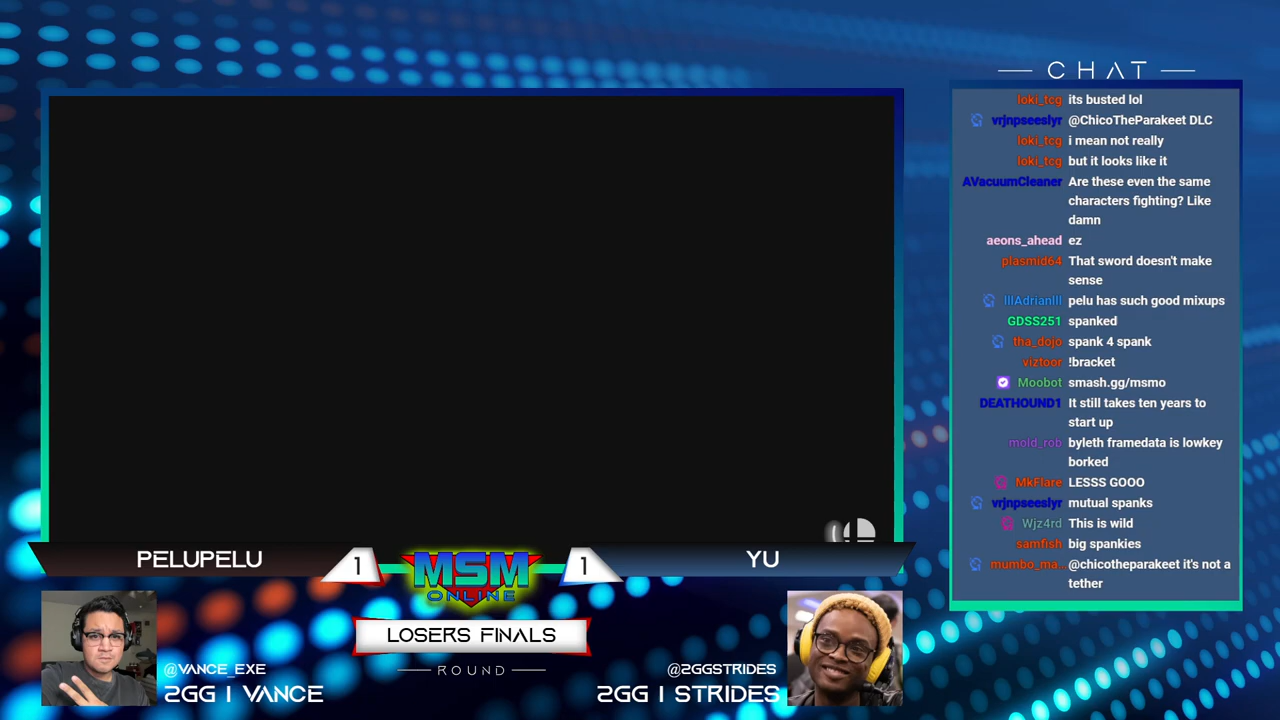 CHAT
loki_tcg its busted lol
vrjnpseeslyr @ChicoTheParakeet DLC
loki_tcg i mean not really
loki_tcg but it looks like it
AVacuumCleaner Are these even the same
characters fighting? Like
damn
aeons_ahead ez
plasmid64 That sword doesn't make
sense
lllAdrianlll pelu has such good mixups
GDSS251 spanked
tha_dojo spank 4 spank
viztoor !bracket
Moobot smash.gg/msmo
DEATHOUND1 It still takes ten years to
start up
mold_rob byleth framedata is lowkey
borked
MkFlare LESSS GOOO
vrjnpseeslyr mutual spanks
Wjz4rd This is wild
samfish big spankies
mumbo_ma... @chicotheparakeet it's not a
tether
PELUPELU 1 MSM 1 YU
ONLINE
LOSERS FINALS
ROUND
@VANCE_EXE
2GG | VANCE
@2GGSTRIDES
2GG | STRIDES